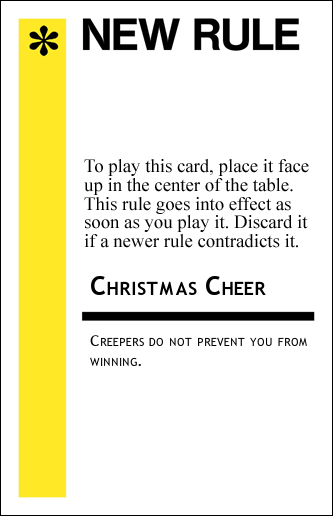 * NEW RULE
To play this card, place it face
up in the center of the table.
This rule goes into effect as
soon as you play it. Discard it
if a newer rule contradicts it.
Christmas Cheer
Creepers do not prevent you from
winning.